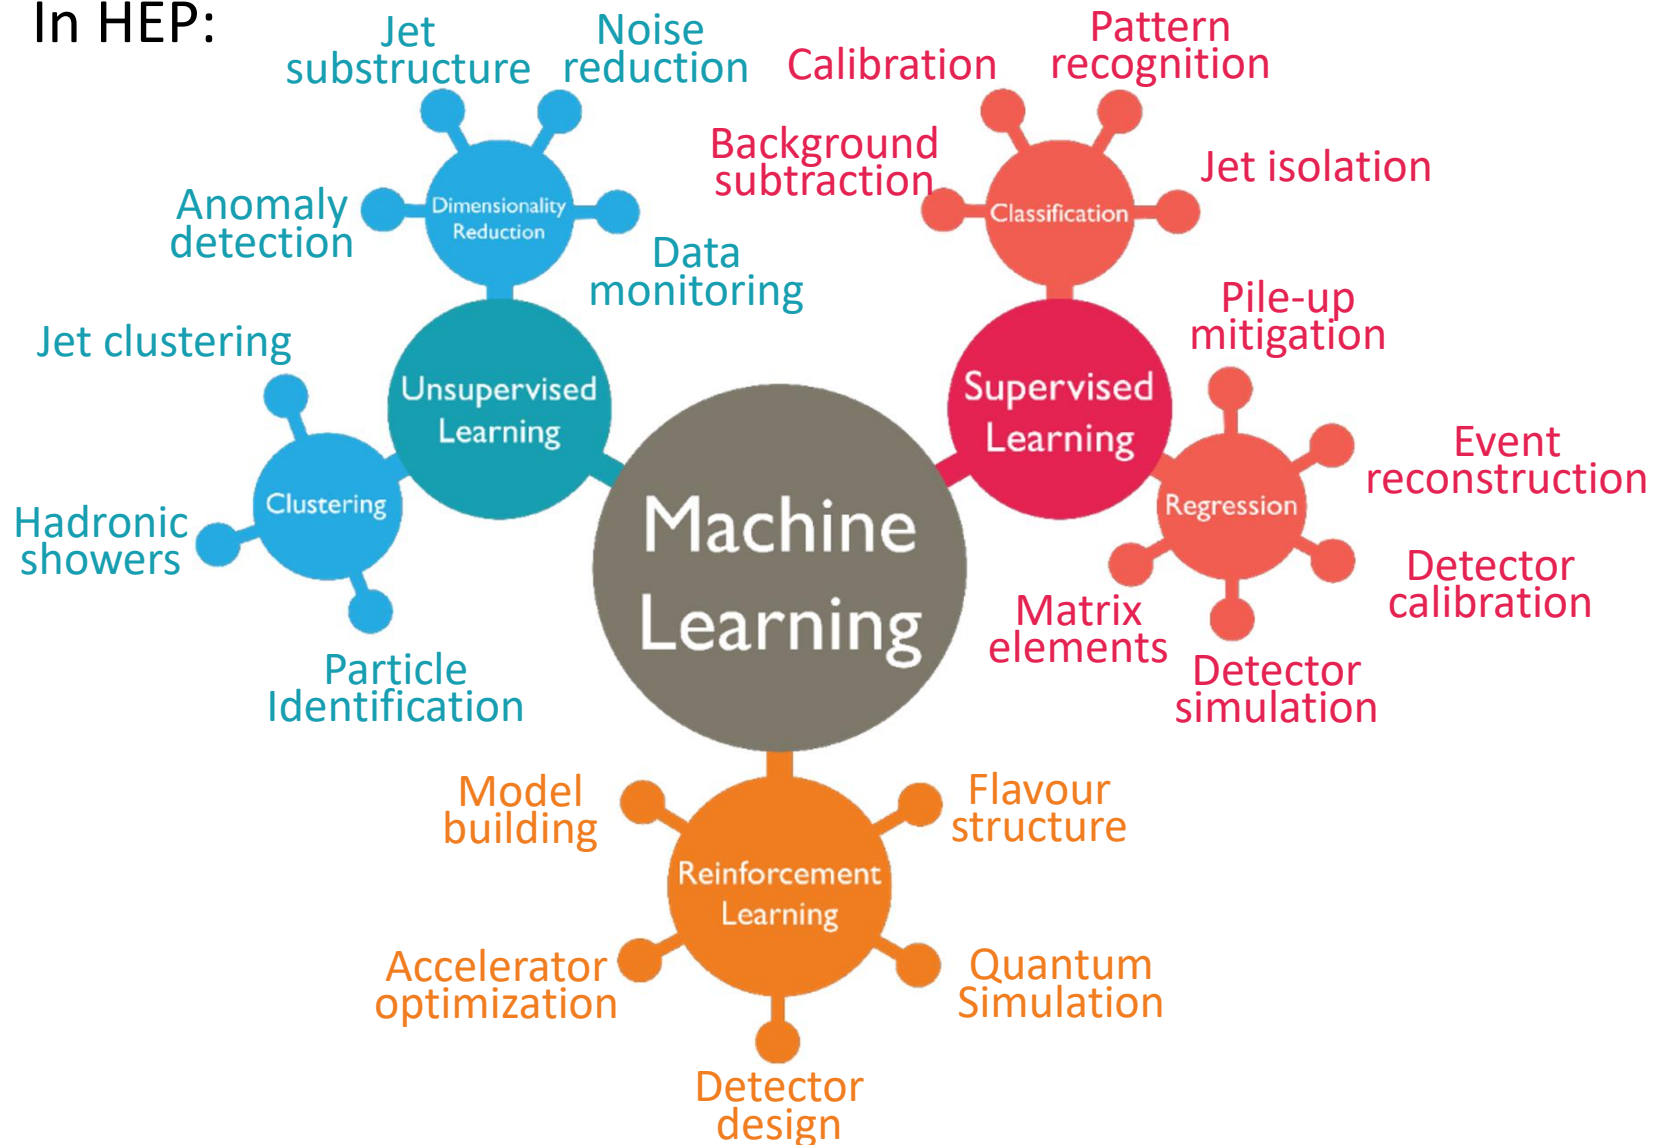 In HEP:
Jet
substructure
Noise
reduction
Calibration
Pattern
recognition
Background
subtraction
Jet isolation
Anomaly
detection
Dimensionality
Reduction
Classification
Data
monitoring
Pile-up
mitigation
Jet clustering
Unsupervised
Learning
Supervised
Learning
Event
reconstruction
Clustering
Regression
Hadronic
showers
Machine
Learning
Detector
calibration
Matrix
elements
Particle
Identification
Detector
simulation
Model
building
Flavour
structure
Reinforcement
Learning
Accelerator
optimization
Quantum
Simulation
Detector
design